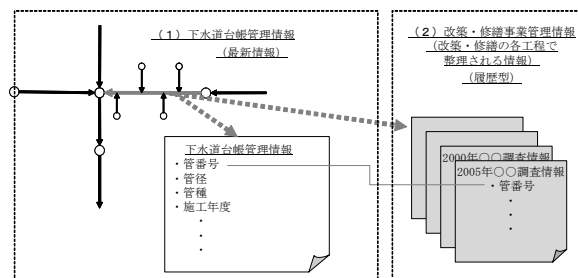 （１）下水道台帳管理情報
（最新情報）
下水道台帳管理情報
・管番号
・管径
・管種
・施工年度
・
・
・
（２）改築・修繕事業管理情報
（改築・修繕の各工程で
整理される情報）
（履歴型）
2000年〇〇調査情報
2005年〇〇調査情報
・管番号
・
・
・